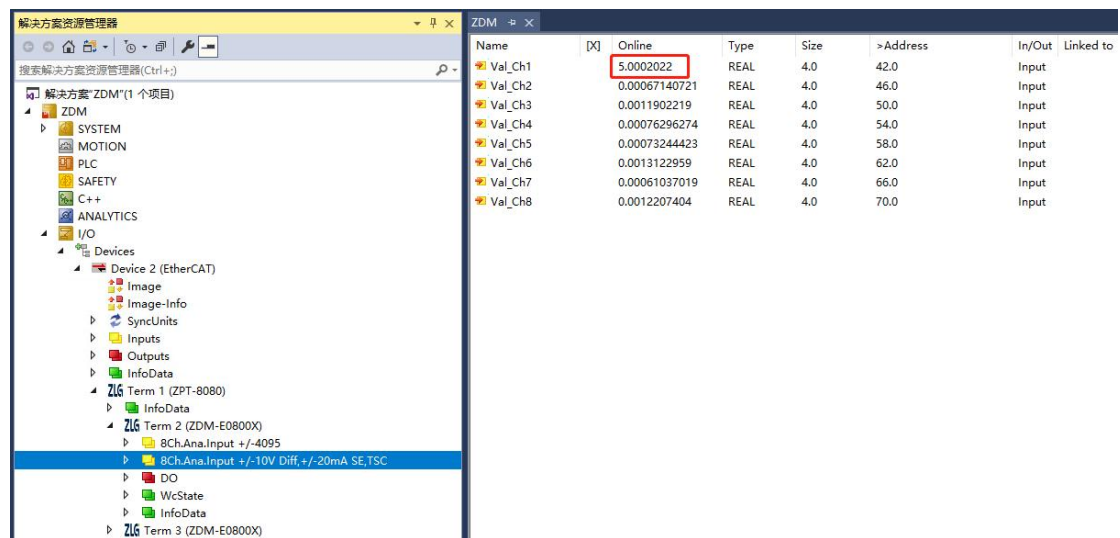 解决方案资源管理器
搜索解决方案资源管理器(Ctrl+;)
解决方案"ZDM"(1 个项目)
ZDM
SYSTEM
MOTION
PLC
SAFETY
C++
ANALYTICS
I/O
Devices
Device 2 (EtherCAT)
Image
Image-Info
SyncUnits
Inputs
Outputs
InfoData
ZLG Term 1 (ZPT-8080)
InfoData
ZLG Term 2 (ZDM-E0800X)
8Ch.Ana.Input +/-4095
8Ch.Ana.Input +/-10V Diff,+/-20mA SE,TSC
DO
WcState
InfoData
ZLG Term 3 (ZDM-E0800X)
ZDM
Name [X] Online Type Size >Address In/Out Linked to
Val_Ch1 5.0002022 REAL 4.0 42.0 Input
Val_Ch2 0.00067140721 REAL 4.0 46.0 Input
Val_Ch3 0.0011902219 REAL 4.0 50.0 Input
Val_Ch4 0.00076296274 REAL 4.0 54.0 Input
Val_Ch5 0.00073244423 REAL 4.0 58.0 Input
Val_Ch6 0.0013122959 REAL 4.0 62.0 Input
Val_Ch7 0.00061037019 REAL 4.0 66.0 Input
Val_Ch8 0.0012207404 REAL 4.0 70.0 Input